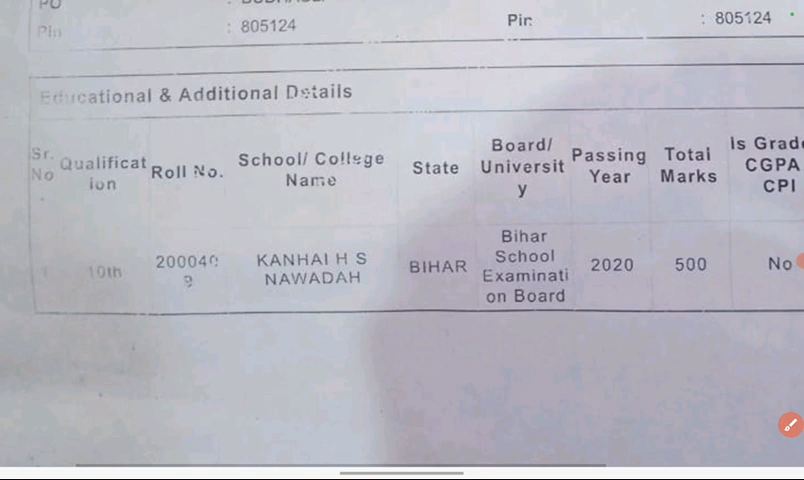 PO
Pin : 805124 Pin : 805124
Educational & Additional Details
Sr. No Qualification Roll No. School/ College Name State Board/ University Passing Year Total Marks Is Grade CGPA CPI
10th KANHAI H S NAWADAH BIHAR Bihar School Examination Board 2020 500 No